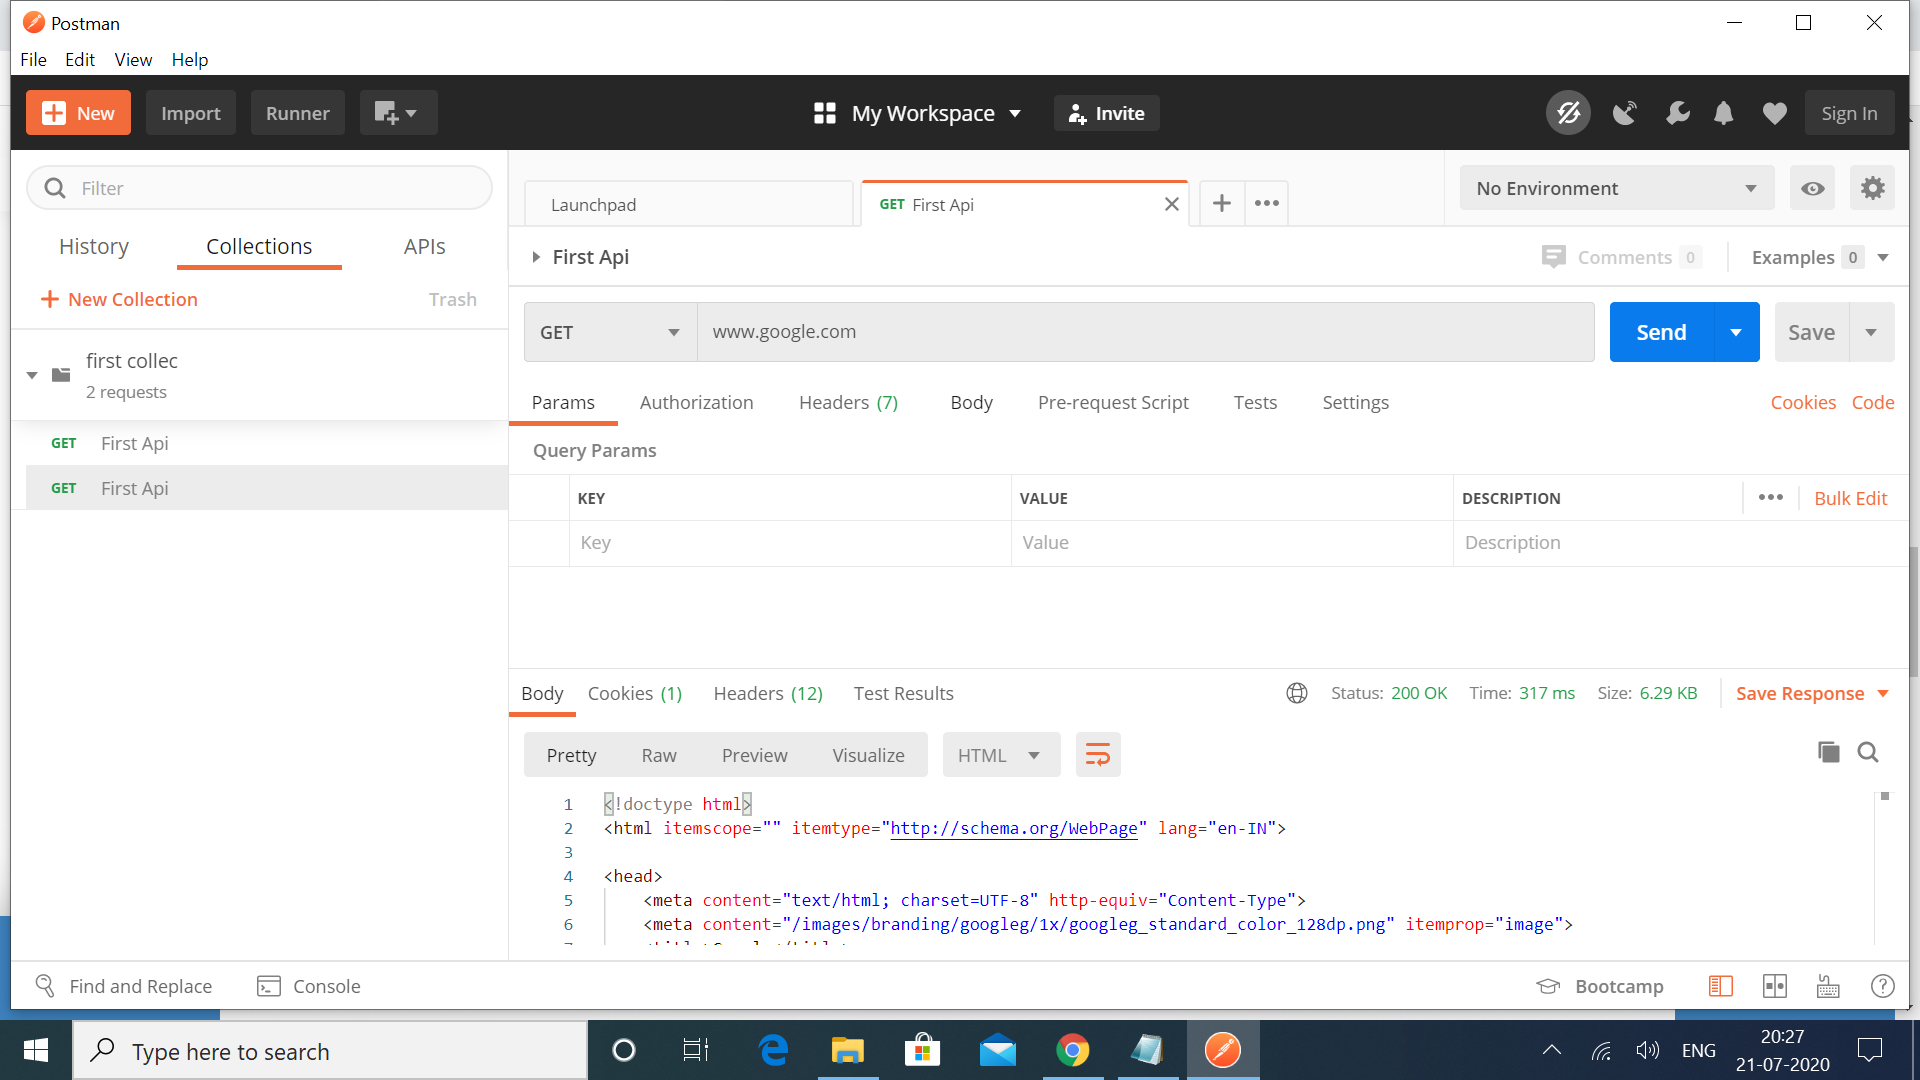 Postman
File Edit View Help
New Import Runner My Workspace Invite Sign In
Filter
Launchpad GET First Api No Environment
History Collections APIs
First Api Comments 0 Examples 0
New Collection Trash
GET www.google.com Send Save
first collec
2 requests
Params Authorization Headers (7) Body Pre-request Script Tests Settings Cookies Code
GET First Api
Query Params
GET First Api
KEY VALUE DESCRIPTION Bulk Edit
Key Value Description
Body Cookies (1) Headers (12) Test Results Status: 200 OK Time: 317 ms Size: 6.29 KB Save Response
Pretty Raw Preview Visualize HTML
1 <!doctype html>
2 <html itemscope="" itemtype="http://schema.org/WebPage" lang="en-IN">
3
4 <head>
5 <meta content="text/html; charset=UTF-8" http-equiv="Content-Type">
6 <meta content="/images/branding/googleg/1x/googleg_standard_color_128dp.png" itemprop="image">
Find and Replace Console Bootcamp
Type here to search ENG 20:27
21-07-2020